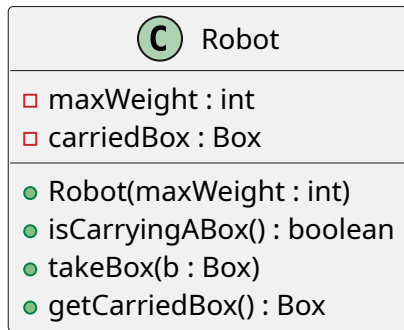 C Robot
maxWeight : int
carriedBox : Box
Robot(maxWeight : int)
isCarryingABox() : boolean
takeBox(b : Box)
getCarriedBox() : Box